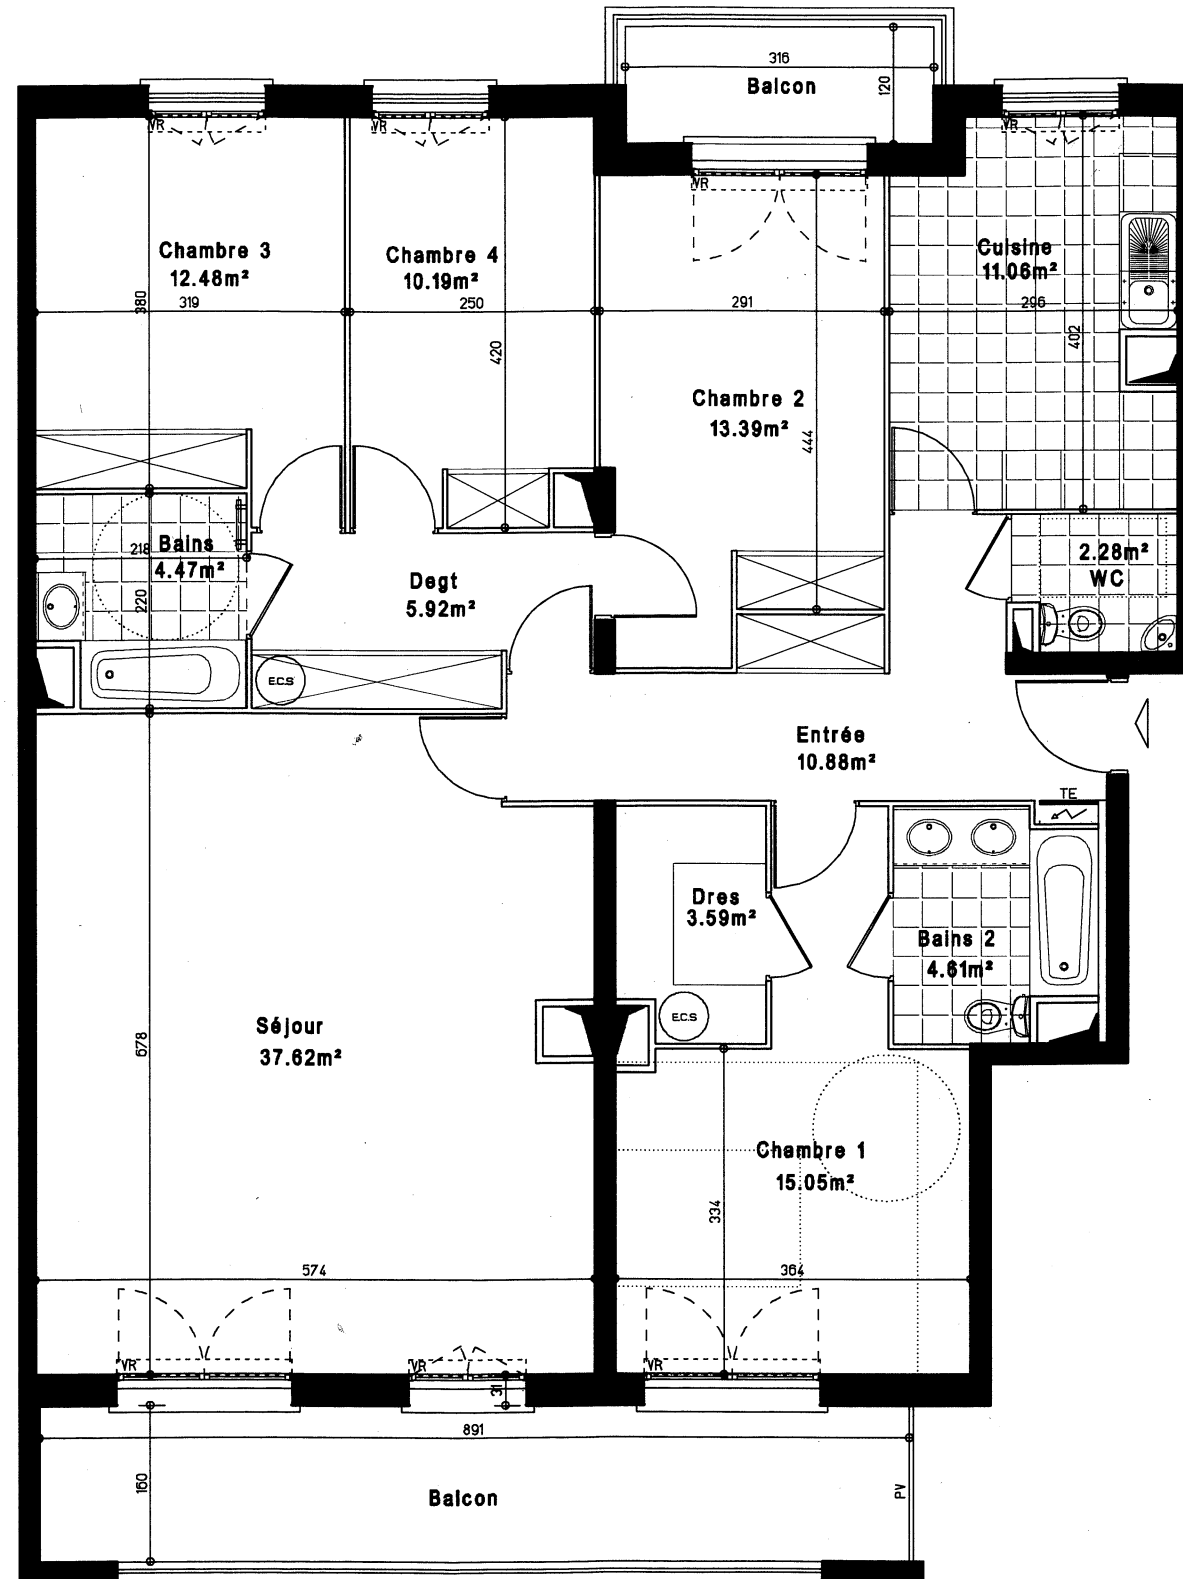 316
Balcon
120
VR
VR
VR
VR
Chambre 3
12.48m²
319
380
Chambre 4
10.19m²
250
420
291
Chambre 2
13.39m²
444
Cuisine
11.06m²
296
402
Bains
218
4.47m²
220
Degt
5.92m²
2.28m²
WC
E.C.S
Entrée
10.88m²
TE
Dres
3.59m²
Bains 2
4.61m²
E.C.S
Séjour
37.62m²
678
Chambre 1
15.05m²
334
574
364
VR
VR
VR
31
891
160
Balcon
PV